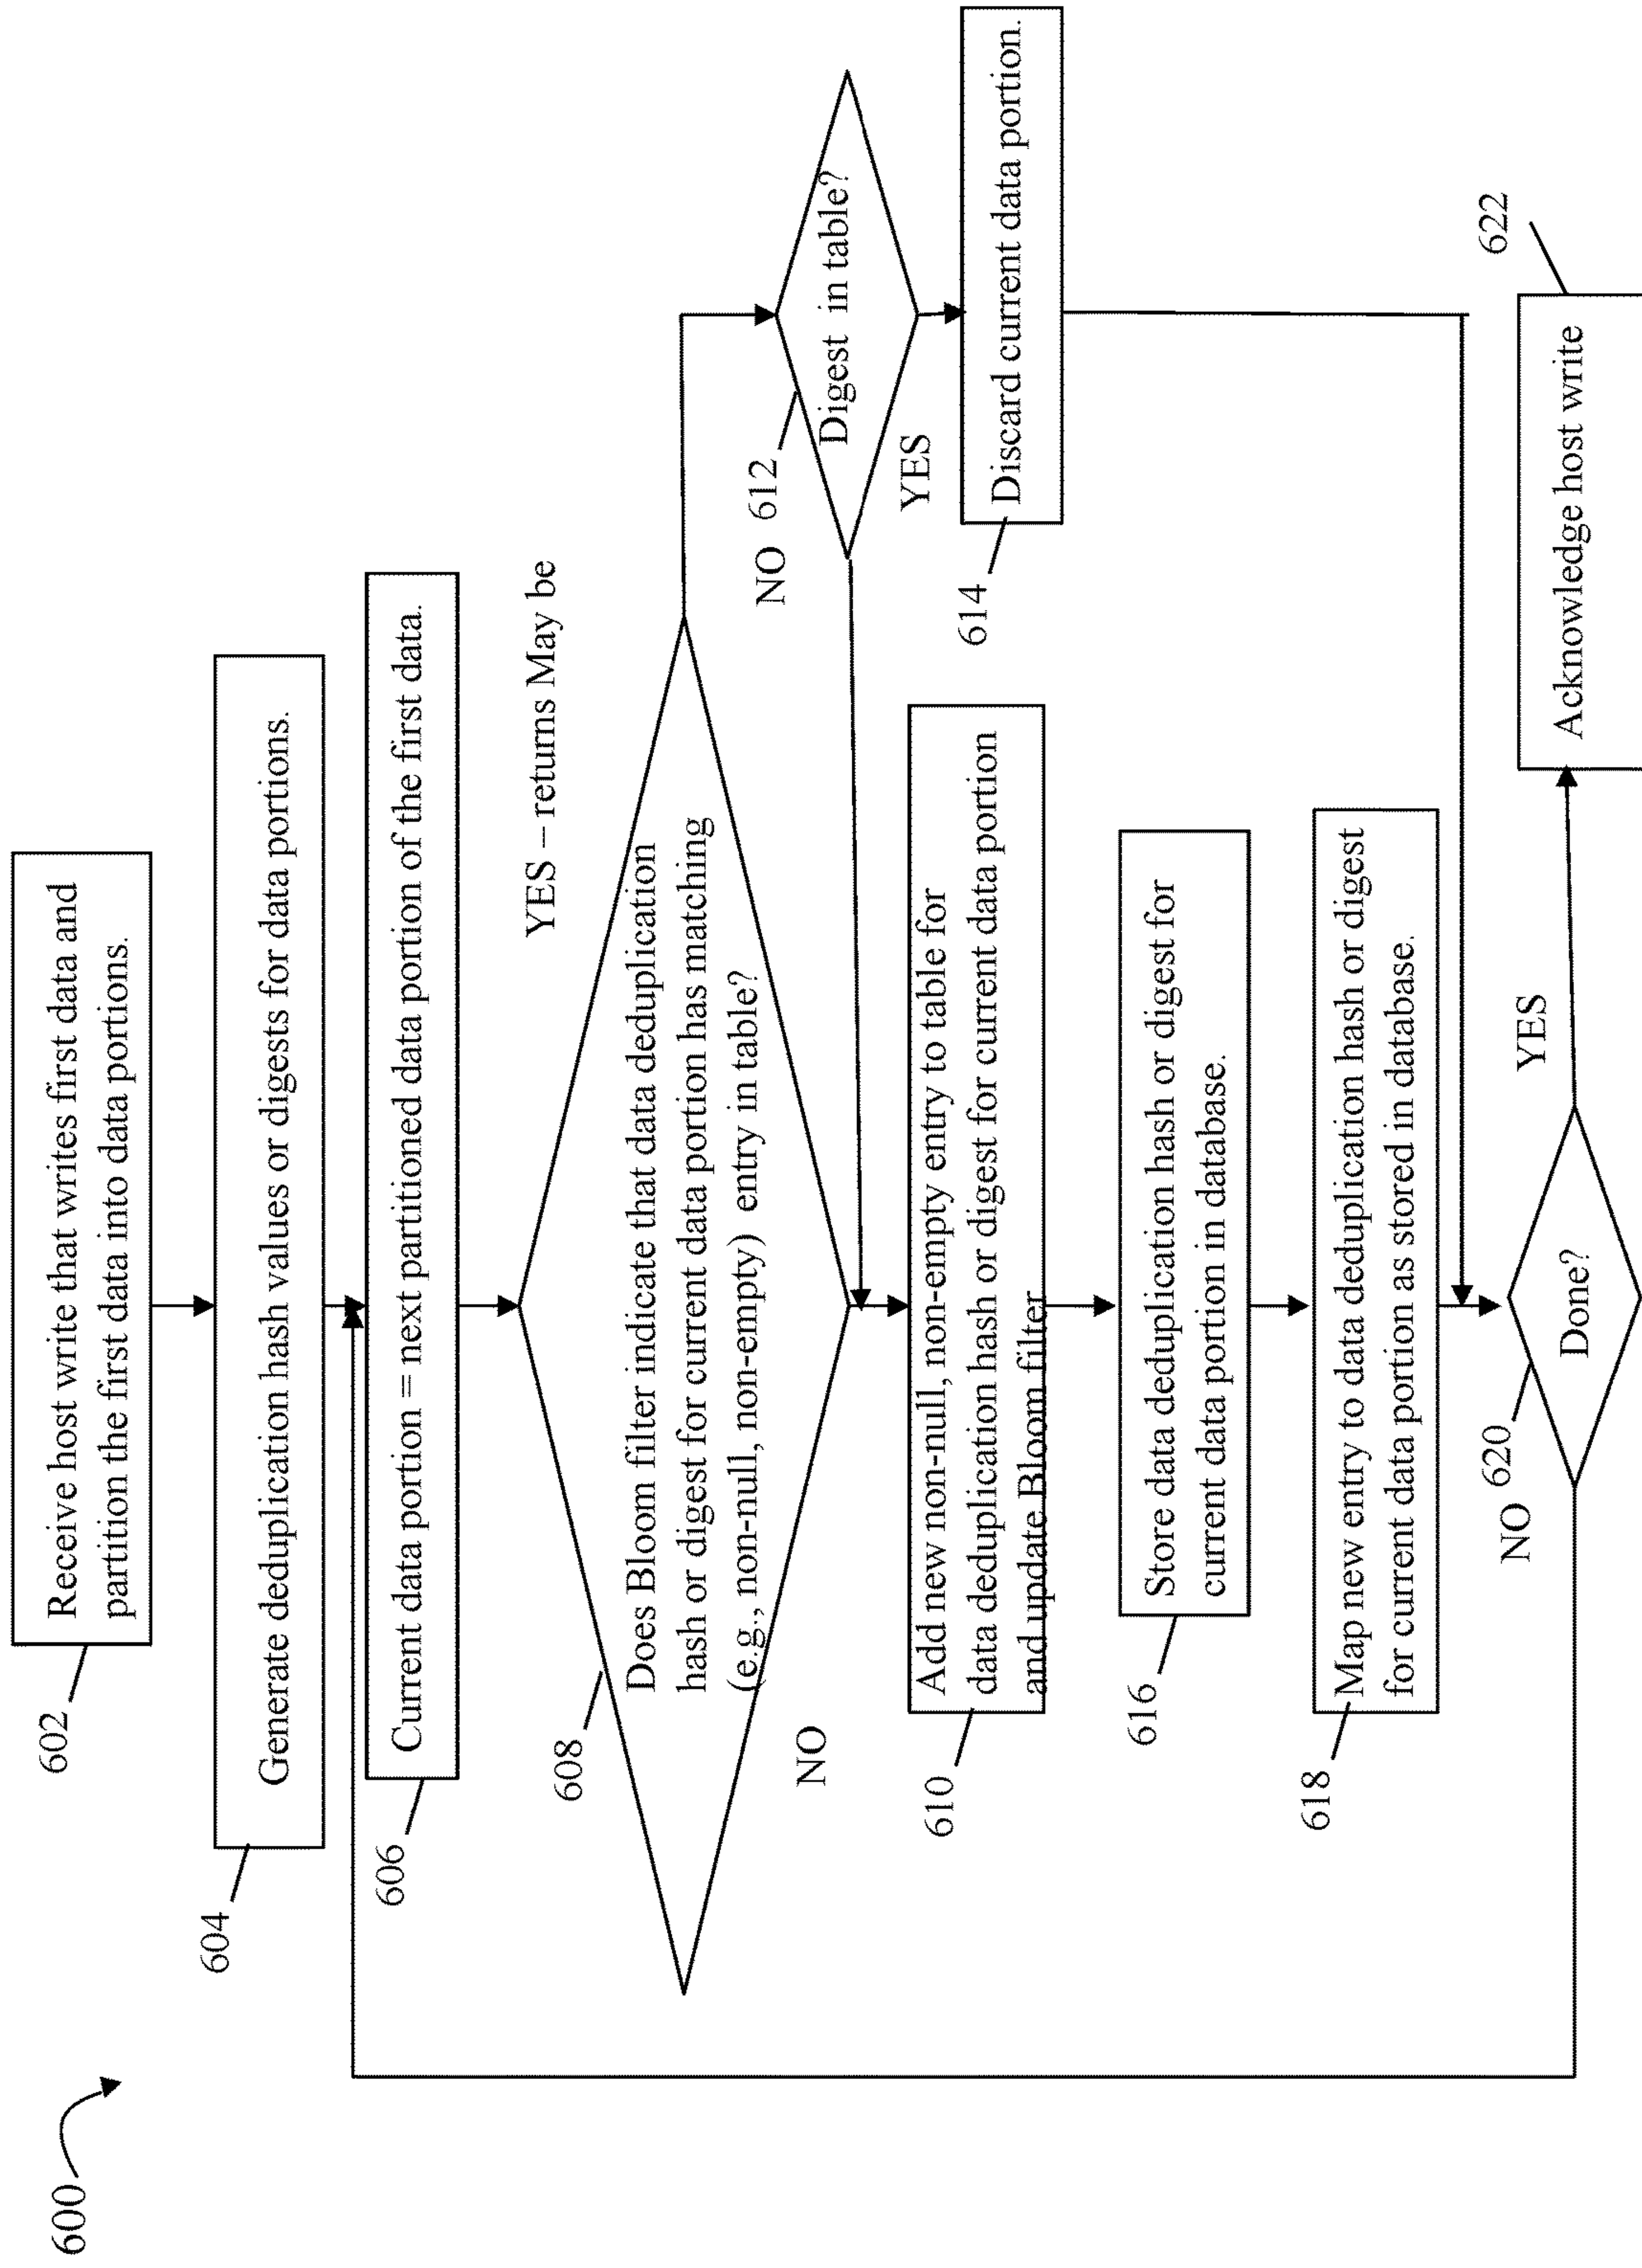 600
602
Receive host write that writes first data and
partition the first data into data portions.
604
Generate deduplication hash values or digests for data portions.
606
Current data portion = next partitioned data portion of the first data.
YES – returns May be
608
Does Bloom filter indicate that data deduplication
hash or digest for current data portion has matching
(e.g., non-null, non-empty) entry in table?
NO
NO
612
Digest in table?
YES
610
Add new non-null, non-empty entry to table for
data deduplication hash or digest for current data portion
and update Bloom filter
614
Discard current data portion.
616
Store data deduplication hash or digest for
current data portion in database.
618
Map new entry to data deduplication hash or digest
for current data portion as stored in database.
NO
620
Done?
YES
622
Acknowledge host write